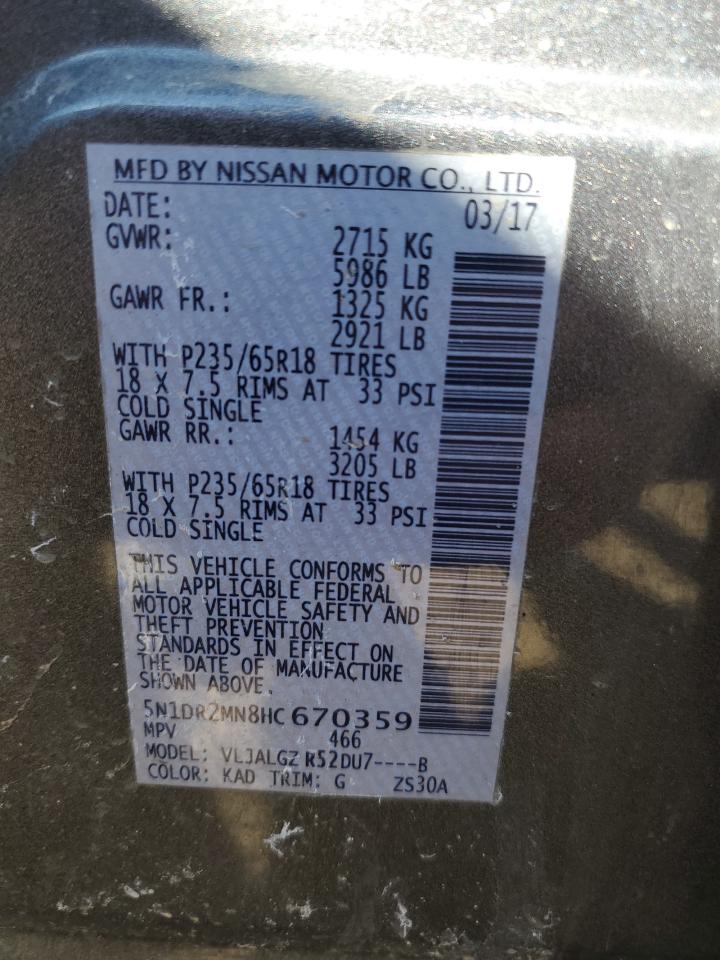 MFD BY NISSAN MOTOR CO., LTD.
DATE: 03/17
GVWR: 2715 KG
5986 LB
GAWR FR.: 1325 KG
2921 LB
WITH P235/65R18 TIRES
18 X 7.5 RIMS AT 33 PSI
COLD SINGLE
GAWR RR.: 1454 KG
3205 LB
WITH P235/65R18 TIRES
18 X 7.5 RIMS AT 33 PSI
COLD SINGLE
THIS VEHICLE CONFORMS TO
ALL APPLICABLE FEDERAL
MOTOR VEHICLE SAFETY AND
THEFT PREVENTION
STANDARDS IN EFFECT ON
THE DATE OF MANUFACTURE
SHOWN ABOVE.
5N1DR2MN8HC670359
MPV 466
MODEL: VLJALGZ R52DU7----B
COLOR: KAD TRIM: G ZS30A